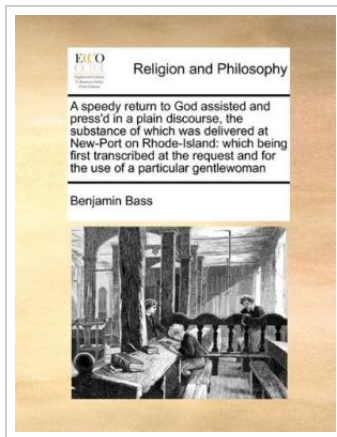 ECCO
Religion and Philosophy
A speedy return to God assisted and
press'd in a plain discourse, the
substance of which was delivered at
New-Port on Rhode-Island: which being
first transcribed at the request and for
the use of a particular gentlewoman
Benjamin Bass